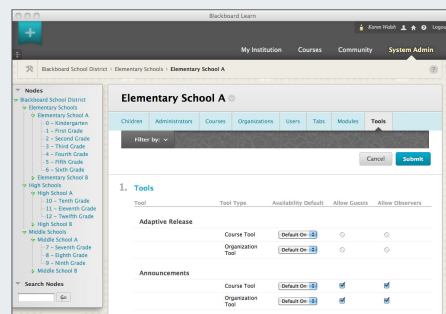 Blackboard Learn
Karen Walsh
Logout
My Institution Courses Community System Admin
Blackboard School District › Elementary Schools › Elementary School A
Nodes
Blackboard School District
Elementary Schools
Elementary School A
0 - Kindergarten
1 - First Grade
2 - Second Grade
3 - Third Grade
4 - Fourth Grade
5 - Fifth Grade
6 - Sixth Grade
Elementary School B
High Schools
High School A
10 - Tenth Grade
11 - Eleventh Grade
12 - Twelfth Grade
High School B
Middle Schools
Middle School A
7 - Seventh Grade
8 - Eighth Grade
9 - Ninth Grade
Middle School B
Search Nodes
Go
Elementary School A
Children Administrators Courses Organizations Users Tabs Modules Tools
Filter by:
Cancel Submit
1. Tools
Tool Tool Type Availability Default Allow Guests Allow Observers
Adaptive Release
Course Tool Default On
Organization Tool Default On
Announcements
Course Tool Default On
Organization Tool Default On